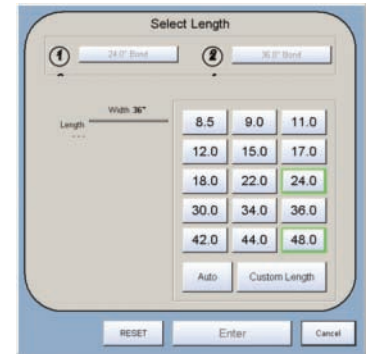 Select Length
1 24.0" Bond 2 36.0" Bond
Width 36"
Length
---
8.5 9.0 11.0
12.0 15.0 17.0
18.0 22.0 24.0
30.0 34.0 36.0
42.0 44.0 48.0
Auto Custom Length
RESET Enter Cancel